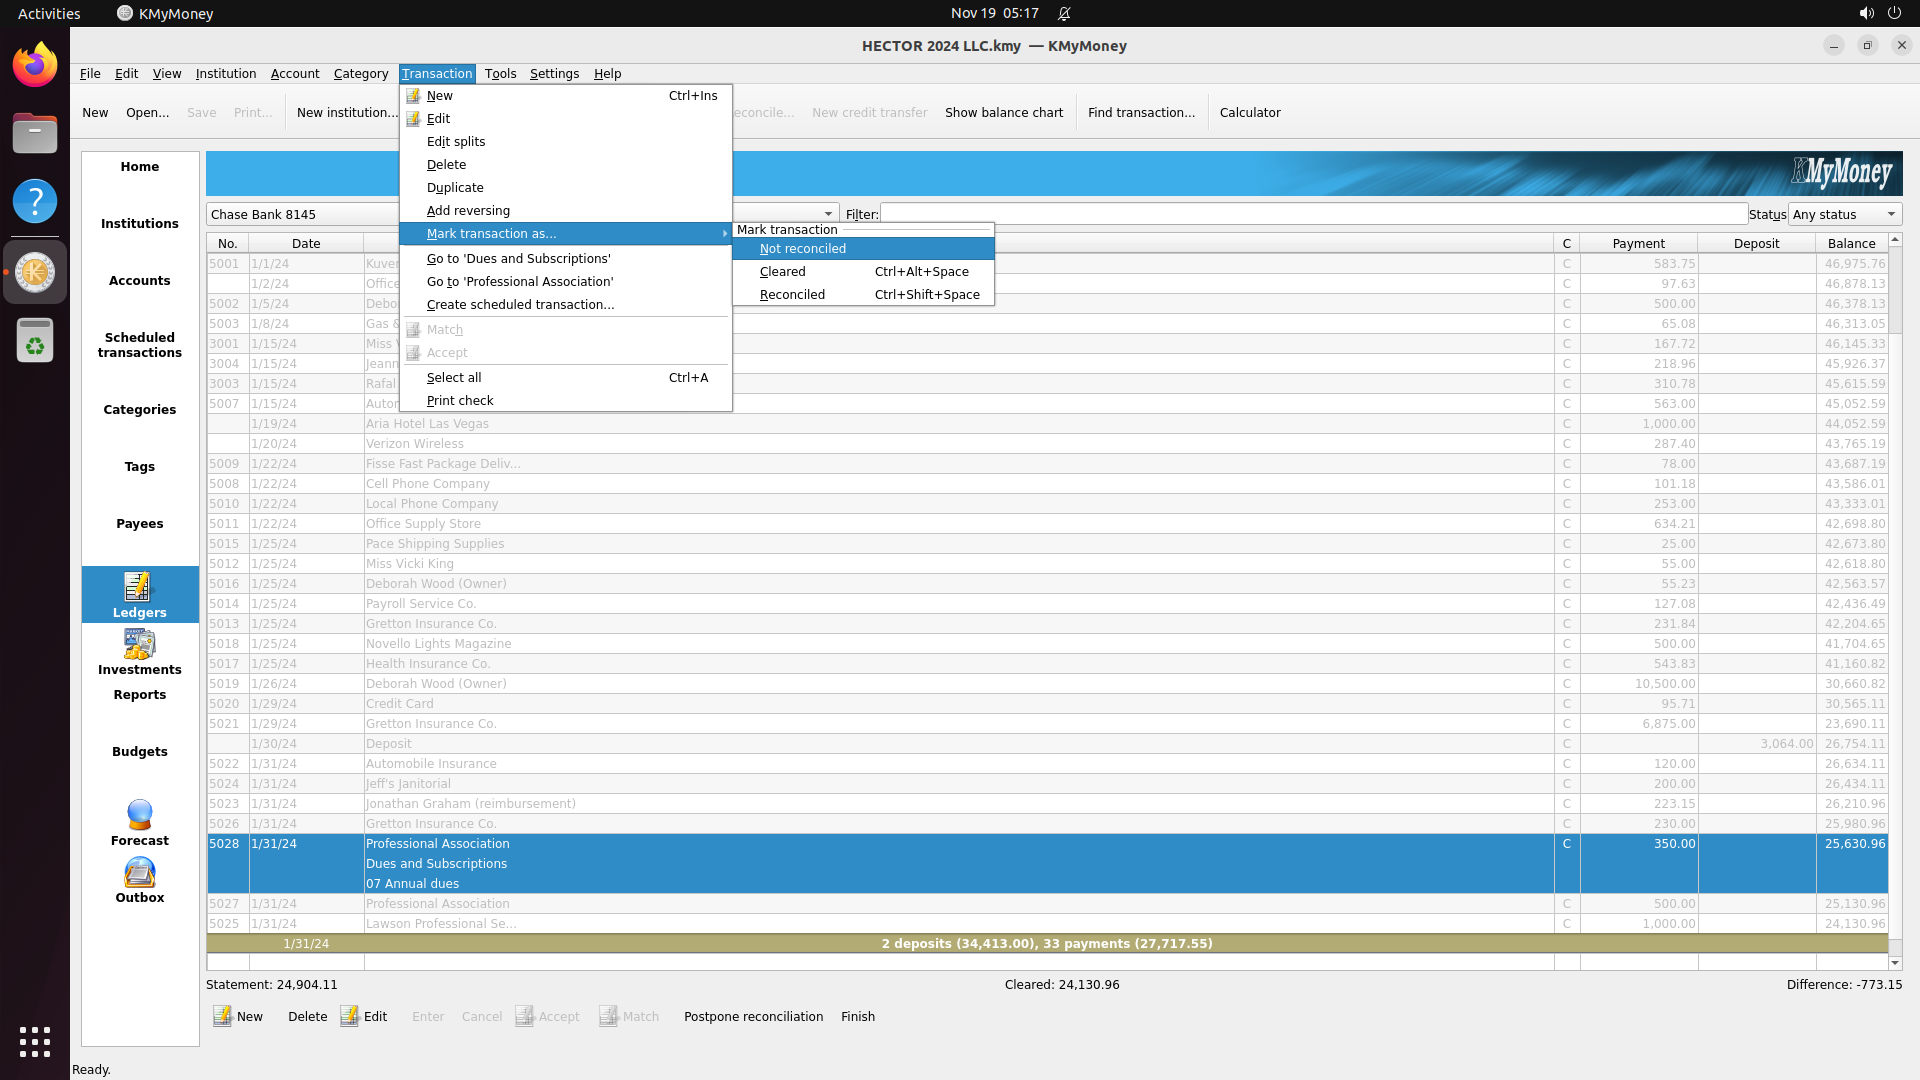 Activities
KMyMoney
Nov 19 05:17
HECTOR 2024 LLC.kmy — KMyMoney
File Edit View Institution Account Category Transaction Tools Settings Help
New Open... Save Print... New institution... econcile... New credit transfer Show balance chart Find transaction... Calculator
New Ctrl+Ins
Edit
Edit splits
Delete
Duplicate
Add reversing
Mark transaction as...
Go to 'Dues and Subscriptions'
Go to 'Professional Association'
Create scheduled transaction...
Match
Accept
Select all Ctrl+A
Print check
Mark transaction
Not reconciled
Cleared Ctrl+Alt+Space
Reconciled Ctrl+Shift+Space
Home
Institutions
Accounts
Scheduled
transactions
Categories
Tags
Payees
Ledgers
Investments
Reports
Budgets
Forecast
Outbox
KMyMoney
Chase Bank 8145 Filter: Status Any status
No. Date C Payment Deposit Balance
5001 1/1/24 Kuver C 583.75 46,975.76
1/2/24 Office C 97.63 46,878.13
5002 1/5/24 Debo C 500.00 46,378.13
5003 1/8/24 Gas & C 65.08 46,313.05
3001 1/15/24 Miss V C 167.72 46,145.33
3004 1/15/24 Jeann C 218.96 45,926.37
3003 1/15/24 Rafal C 310.78 45,615.59
5007 1/15/24 Auton C 563.00 45,052.59
1/19/24 Aria Hotel Las Vegas C 1,000.00 44,052.59
1/20/24 Verizon Wireless C 287.40 43,765.19
5009 1/22/24 Fisse Fast Package Deliv... C 78.00 43,687.19
5008 1/22/24 Cell Phone Company C 101.18 43,586.01
5010 1/22/24 Local Phone Company C 253.00 43,333.01
5011 1/22/24 Office Supply Store C 634.21 42,698.80
5015 1/25/24 Pace Shipping Supplies C 25.00 42,673.80
5012 1/25/24 Miss Vicki King C 55.00 42,618.80
5016 1/25/24 Deborah Wood (Owner) C 55.23 42,563.57
5014 1/25/24 Payroll Service Co. C 127.08 42,436.49
5013 1/25/24 Gretton Insurance Co. C 231.84 42,204.65
5018 1/25/24 Novello Lights Magazine C 500.00 41,704.65
5017 1/25/24 Health Insurance Co. C 543.83 41,160.82
5019 1/26/24 Deborah Wood (Owner) C 10,500.00 30,660.82
5020 1/29/24 Credit Card C 95.71 30,565.11
5021 1/29/24 Gretton Insurance Co. C 6,875.00 23,690.11
1/30/24 Deposit C 3,064.00 26,754.11
5022 1/31/24 Automobile Insurance C 120.00 26,634.11
5024 1/31/24 Jeff's Janitorial C 200.00 26,434.11
5023 1/31/24 Jonathan Graham (reimbursement) C 223.15 26,210.96
5026 1/31/24 Gretton Insurance Co. C 230.00 25,980.96
5028 1/31/24 Professional Association C 350.00 25,630.96
Dues and Subscriptions
07 Annual dues
5027 1/31/24 Professional Association C 500.00 25,130.96
5025 1/31/24 Lawson Professional Se... C 1,000.00 24,130.96
1/31/24 2 deposits (34,413.00), 33 payments (27,717.55)
Statement: 24,904.11 Cleared: 24,130.96 Difference: -773.15
New Delete Edit Enter Cancel Accept Match Postpone reconciliation Finish
Ready.